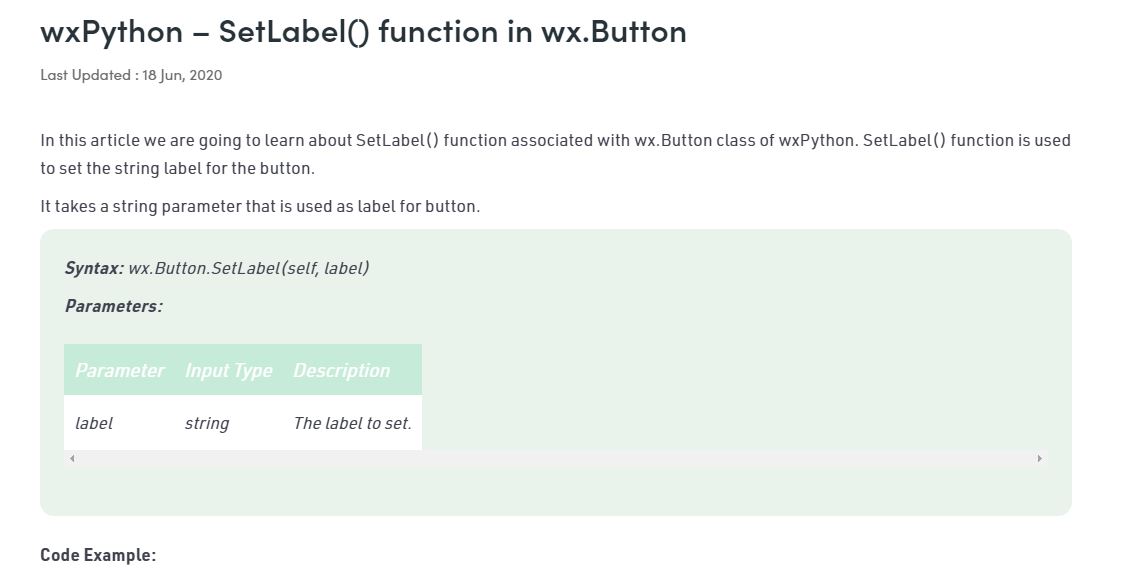 wxPython – SetLabel() function in wx.Button
Last Updated : 18 Jun, 2020
In this article we are going to learn about SetLabel() function associated with wx.Button class of wxPython. SetLabel() function is used
to set the string label for the button.
It takes a string parameter that is used as label for button.
Syntax: wx.Button.SetLabel(self, label)
Parameters:
Parameter Input Type Description
label string The label to set.
Code Example: